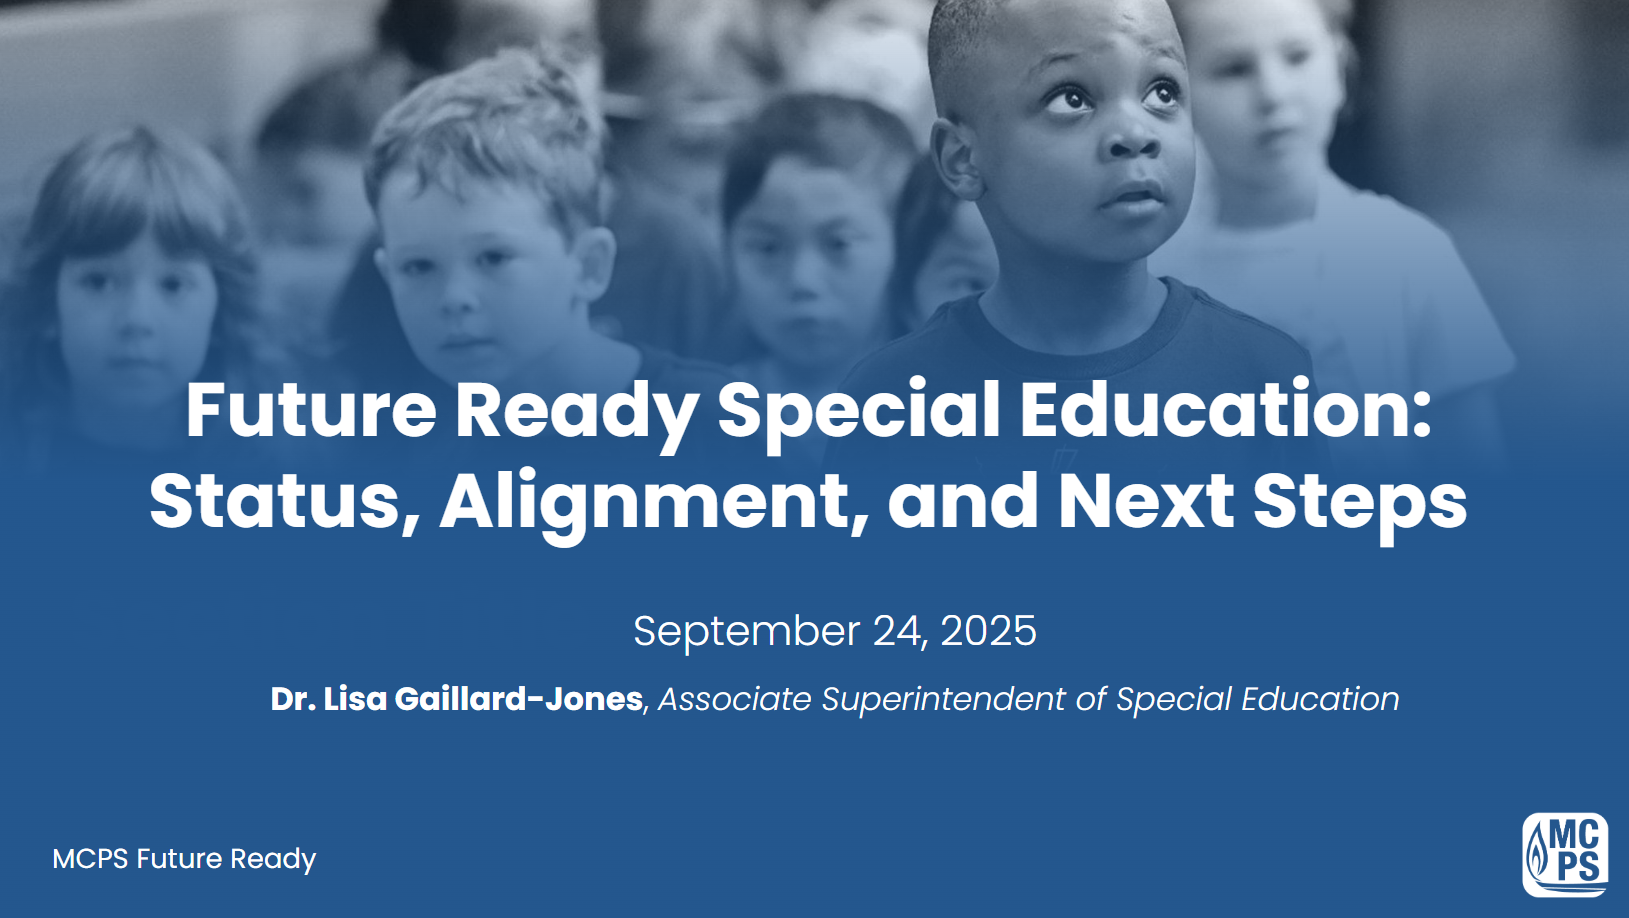 Future Ready Special Education:
Status, Alignment, and Next Steps
September 24, 2025
Dr. Lisa Gaillard-Jones, Associate Superintendent of Special Education
MCPS Future Ready
MC
PS